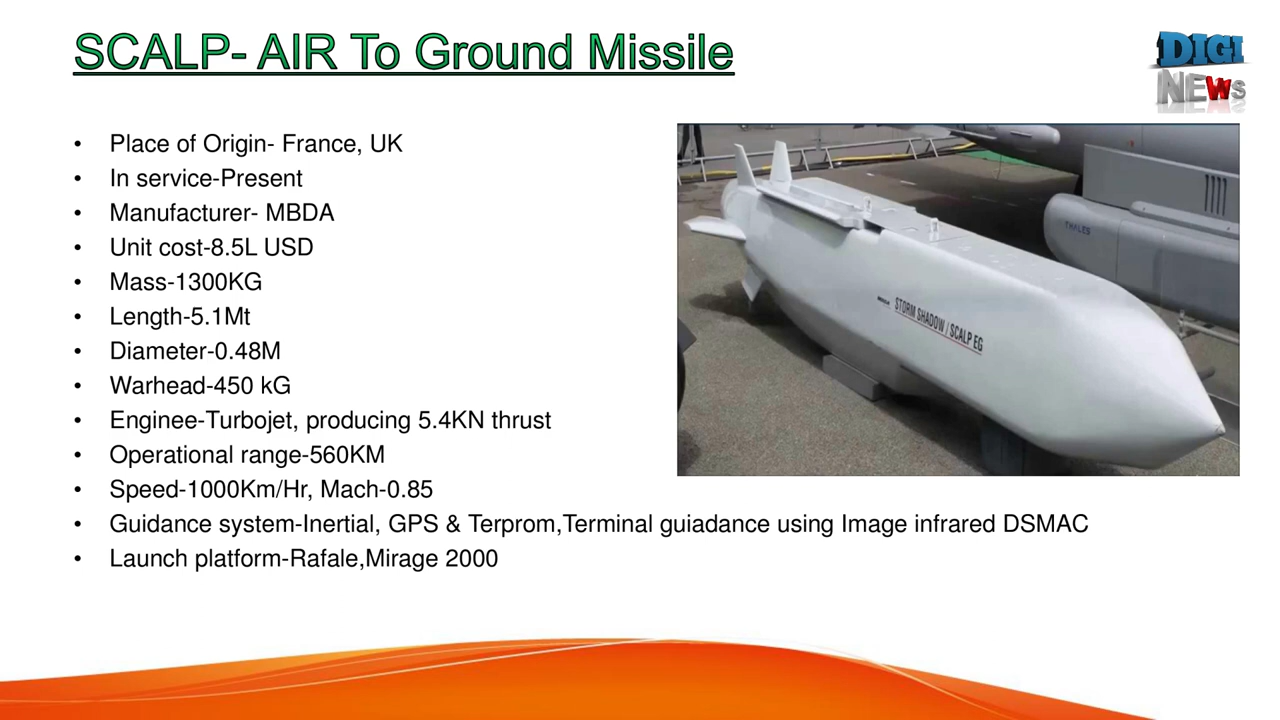 SCALP- AIR To Ground Missile
DIGI
NEWS
• Place of Origin- France, UK
• In service-Present
• Manufacturer- MBDA
• Unit cost-8.5L USD
• Mass-1300KG
• Length-5.1Mt
• Diameter-0.48M
• Warhead-450 kG
• Enginee-Turbojet, producing 5.4KN thrust
• Operational range-560KM
• Speed-1000Km/Hr, Mach-0.85
• Guidance system-Inertial, GPS & Terprom,Terminal guiadance using Image infrared DSMAC
• Launch platform-Rafale,Mirage 2000
THALES
STORM SHADOW / SCALP EG